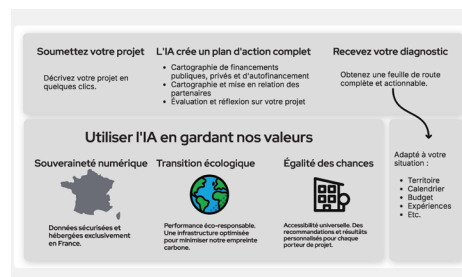 Soumettez votre projet
Décrivez votre projet en
quelques clics.
L'IA crée un plan d'action complet
• Cartographie de financements
publiques, privés et d'autofinancement
• Cartographie et mise en relation des
partenaires
• Évaluation et réflexion sur votre projet
Recevez votre diagnostic
Obtenez une feuille de route
complète et actionnable.
Utiliser l'IA en gardant nos valeurs
Souveraineté numérique
Données sécurisées et
hébergées exclusivement
en France.
Transition écologique
Performance éco-responsable.
Une infrastructure optimisée
pour minimiser notre empreinte
carbone.
Égalité des chances
Accessibilité universelle. Des
recommandations et résultats
personnalisés pour chaque
porteur de projet.
Adapté à votre
situation :
• Territoire
• Calendrier
• Budget
• Expériences
• Etc.